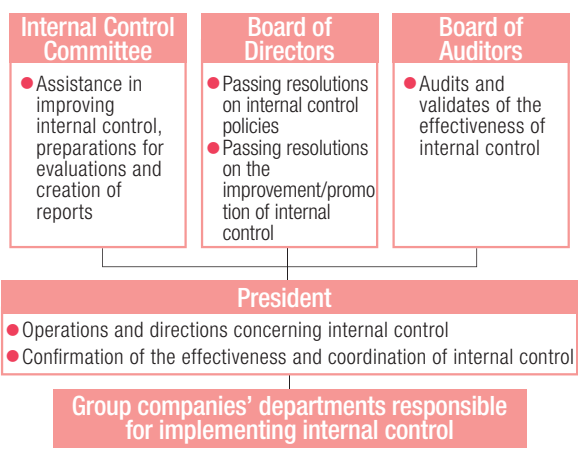 Internal Control
Committee
● Assistance in
improving
internal control,
preparations for
evaluations and
creation of
reports
Board of
Directors
● Passing resolutions
on internal control
policies
● Passing resolutions
on the
improvement/promo
tion of internal
control
Board of
Auditors
● Audits and
validates of the
effectiveness of
internal control
President
● Operations and directions concerning internal control
● Confirmation of the effectiveness and coordination of internal control
Group companies’ departments responsible
for implementing internal control